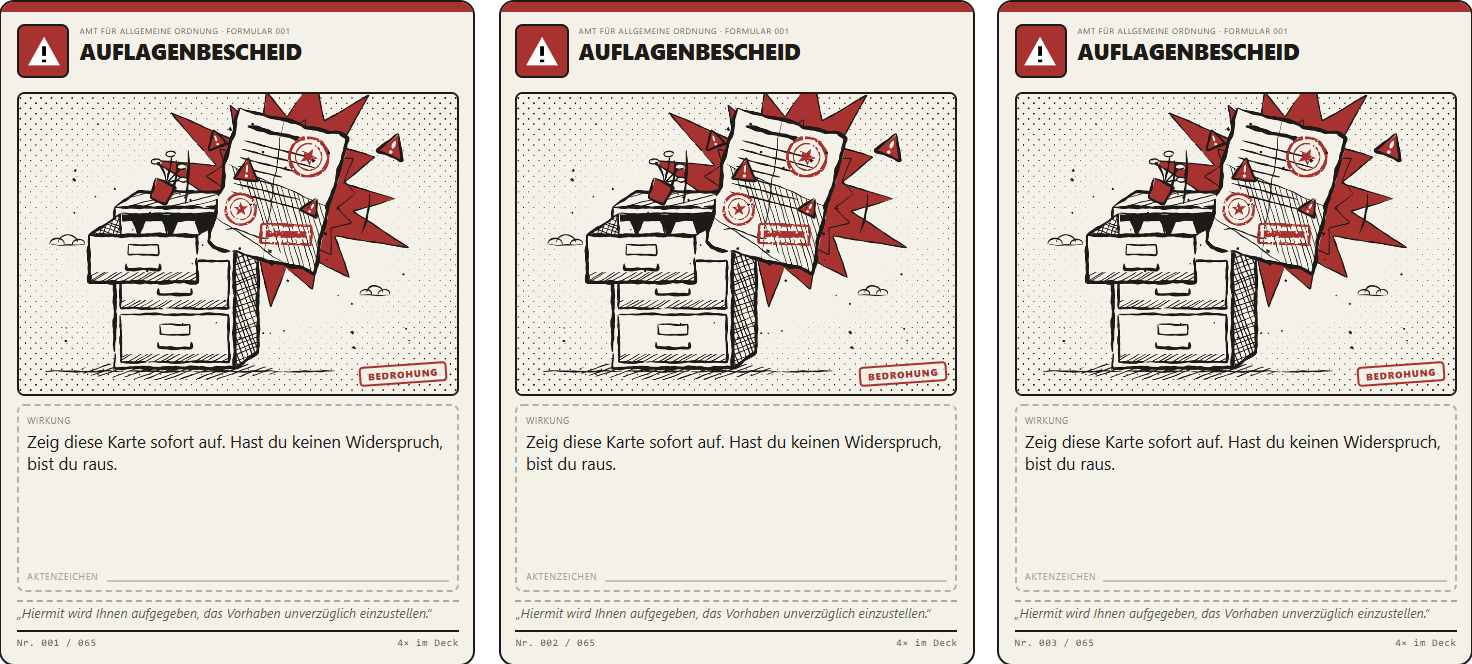 AMT FÜR ALLGEMEINE ORDNUNG · FORMULAR 001
AUFLAGENBESCHEID
BEDROHUNG
WIRKUNG
Zeig diese Karte sofort auf. Hast du keinen Widerspruch,
bist du raus.
AKTENZEICHEN
„Hiermit wird Ihnen aufgegeben, das Vorhaben unverzüglich einzustellen.“
Nr. 001 / 065
4× im Deck
AMT FÜR ALLGEMEINE ORDNUNG · FORMULAR 001
AUFLAGENBESCHEID
BEDROHUNG
WIRKUNG
Zeig diese Karte sofort auf. Hast du keinen Widerspruch,
bist du raus.
AKTENZEICHEN
„Hiermit wird Ihnen aufgegeben, das Vorhaben unverzüglich einzustellen.“
Nr. 002 / 065
4× im Deck
AMT FÜR ALLGEMEINE ORDNUNG · FORMULAR 001
AUFLAGENBESCHEID
BEDROHUNG
WIRKUNG
Zeig diese Karte sofort auf. Hast du keinen Widerspruch,
bist du raus.
AKTENZEICHEN
„Hiermit wird Ihnen aufgegeben, das Vorhaben unverzüglich einzustellen.“
Nr. 003 / 065
4× im Deck